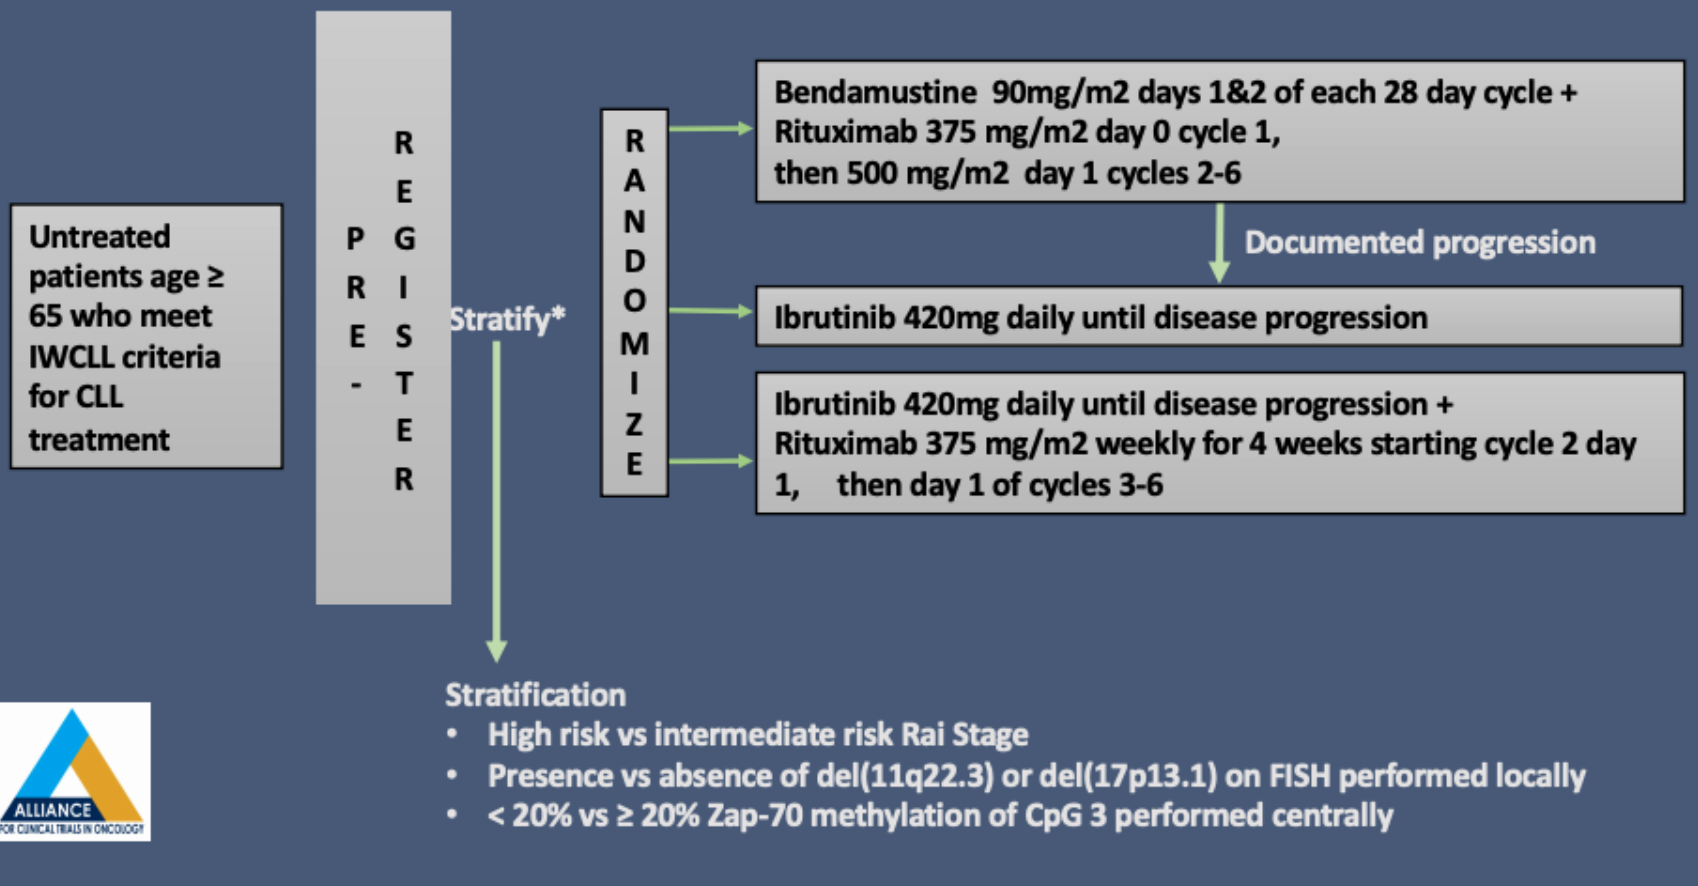 Untreated
patients age ≥
65 who meet
IWCLL criteria
for CLL
treatment
PRE-
REGISTER
Stratify*
RANDOMIZE
Bendamustine 90mg/m2 days 1&2 of each 28 day cycle +
Rituximab 375 mg/m2 day 0 cycle 1,
then 500 mg/m2 day 1 cycles 2-6
Documented progression
Ibrutinib 420mg daily until disease progression
Ibrutinib 420mg daily until disease progression +
Rituximab 375 mg/m2 weekly for 4 weeks starting cycle 2 day
1, then day 1 of cycles 3-6
Stratification
• High risk vs intermediate risk Rai Stage
• Presence vs absence of del(11q22.3) or del(17p13.1) on FISH performed locally
• < 20% vs ≥ 20% Zap-70 methylation of CpG 3 performed centrally
ALLIANCE
FOR CLINICAL TRIALS IN ONCOLOGY